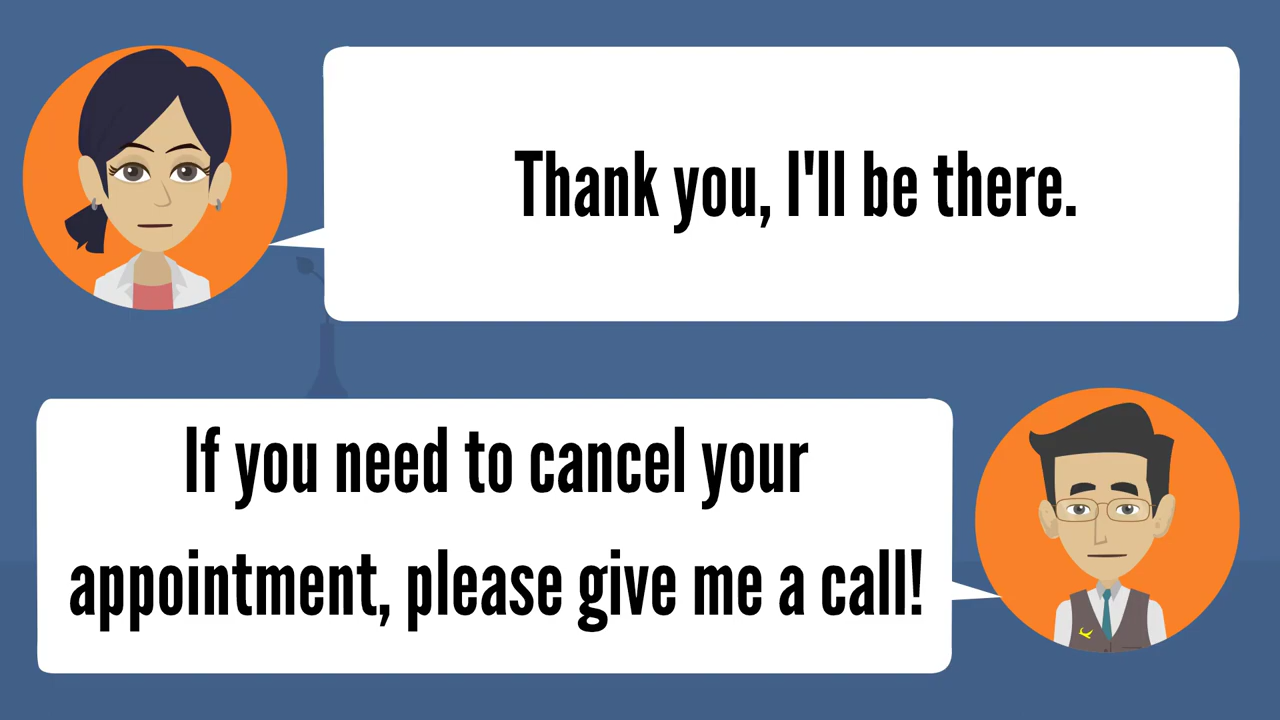 Thank you, I'll be there.
If you need to cancel your
appointment, please give me a call!